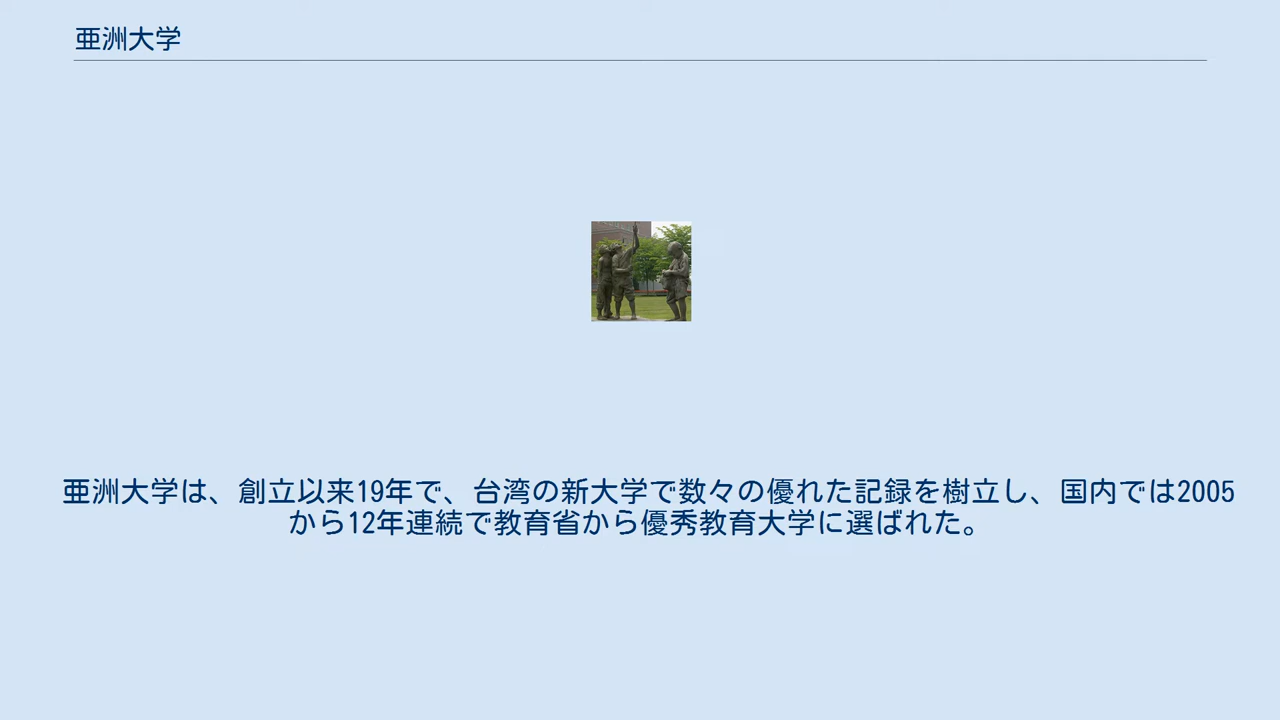 亜洲大学
亜洲大学は、創立以来19年で、台湾の新大学で数々の優れた記録を樹立し、国内では2005
から12年連続で教育省から優秀教育大学に選ばれた。